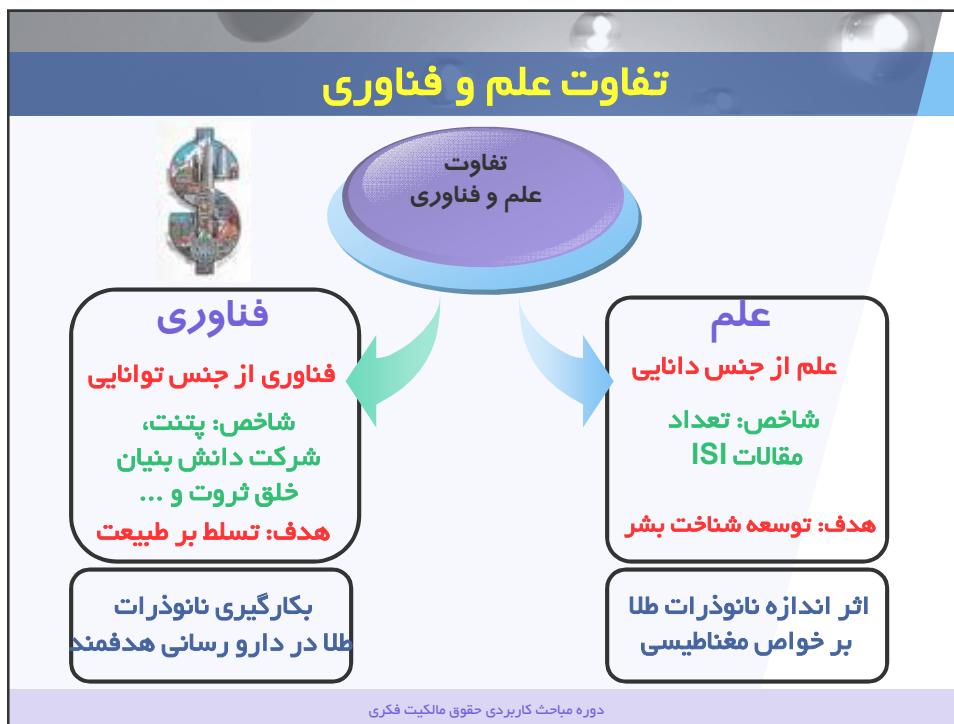 تفاوت علم و فناوری
تفاوت
علم و فناوری
علم
علم از جنس دانایی
شاخص: تعداد
مقالات ISI
هدف: توسعه شناخت بشر
اثر اندازه نانوذرات طلا
بر خواص مغناطیسی
فناوری
فناوری از جنس توانایی
شاخص: پتنت،
شرکت دانش بنیان
خلق ثروت و ...
هدف: تسلط بر طبیعت
بکارگیری نانوذرات
طلا در دارو رسانی هدفمند
دوره مباحث کاربردی حقوق مالکیت فکری